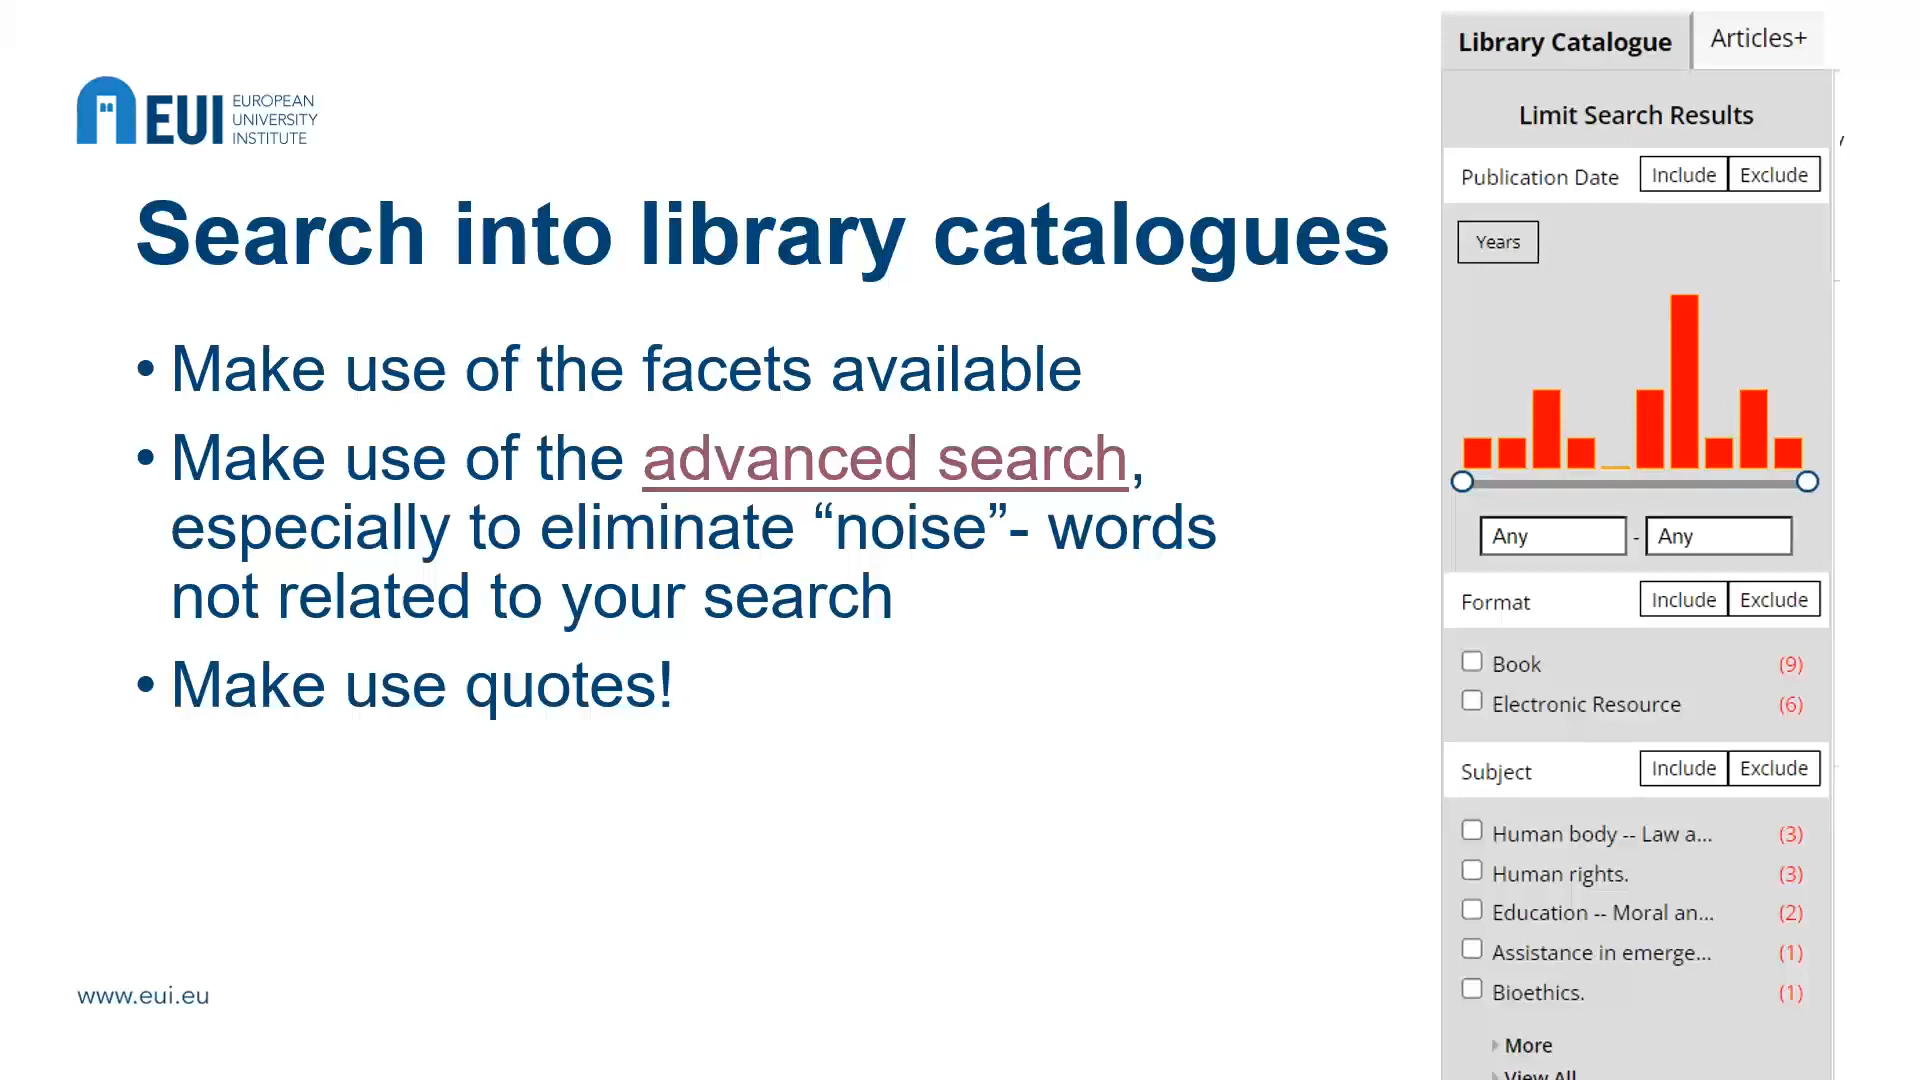 EUI EUROPEAN
UNIVERSITY
INSTITUTE
Search into library catalogues
• Make use of the facets available
• Make use of the advanced search,
especially to eliminate “noise”- words
not related to your search
• Make use quotes!
www.eui.eu
Library Catalogue Articles+
Limit Search Results
Publication Date Include Exclude
Years
Any - Any
Format Include Exclude
Book (9)
Electronic Resource (6)
Subject Include Exclude
Human body -- Law a... (3)
Human rights. (3)
Education -- Moral an... (2)
Assistance in emerge... (1)
Bioethics. (1)
More
View All